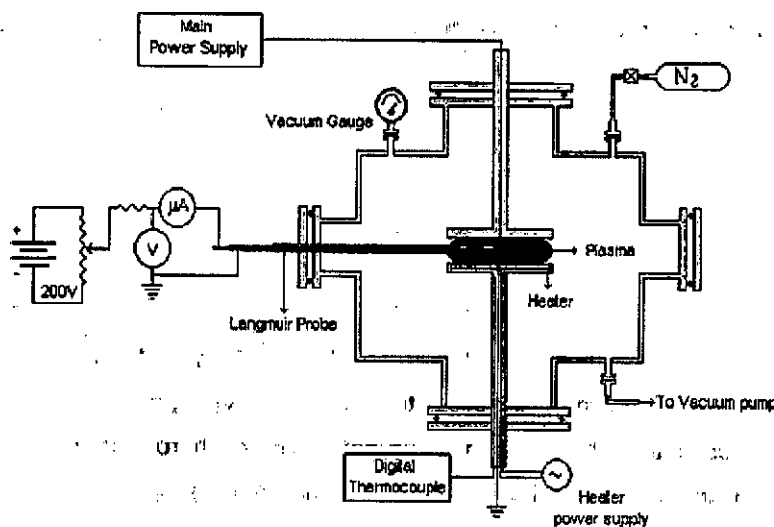 Main
Power Supply
N₂
Vacuum Gauge
+
μA
V
-
200V
Plasma
Heater
Langmuir Probe
To Vacuum pump
Digital
Thermocouple
~
Heater
power supply